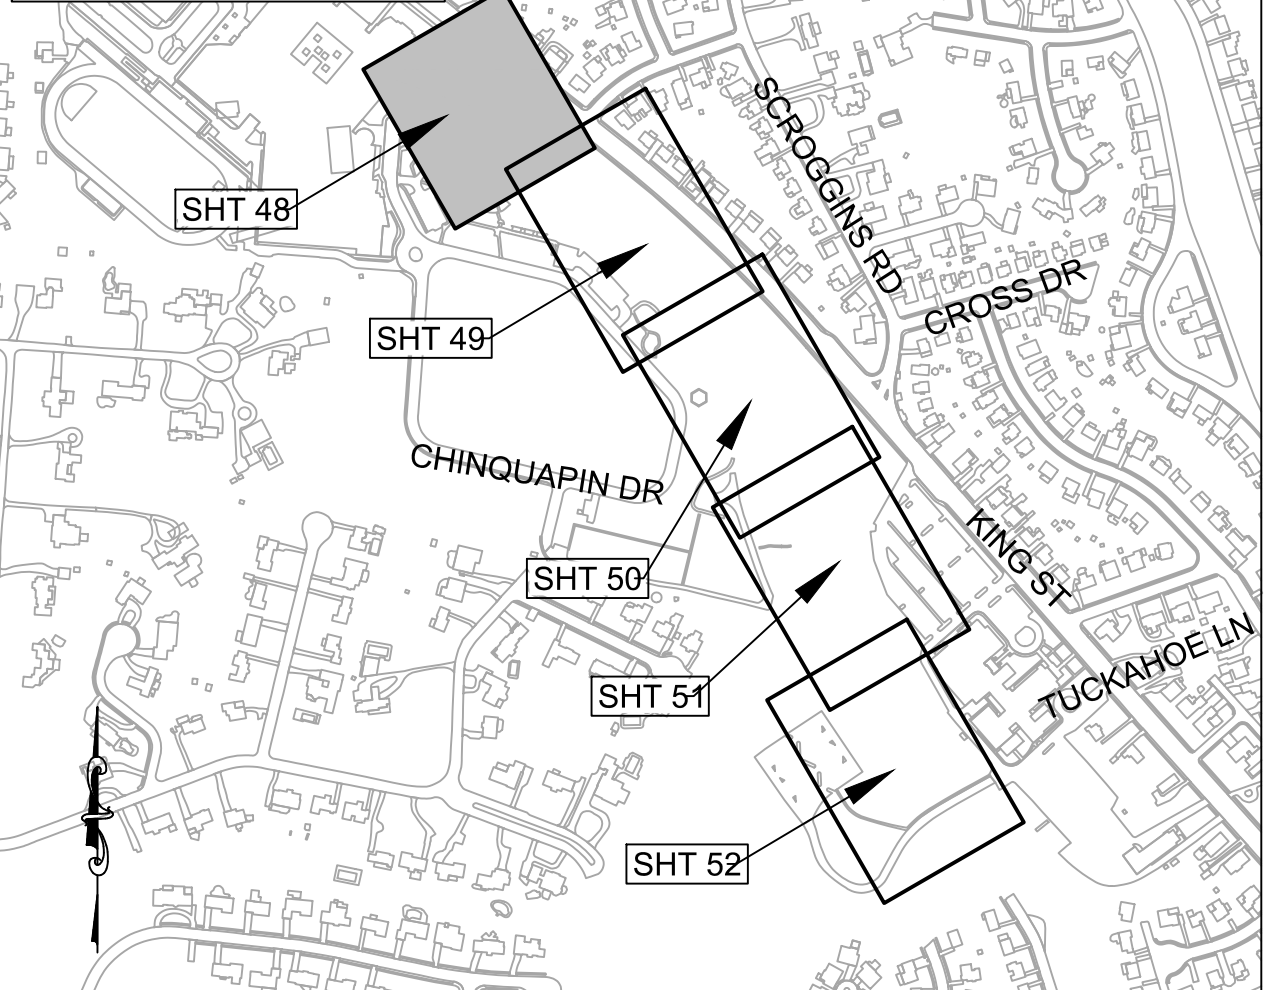 SCROGGINS RD
SHT 48
CROSS DR
SHT 49
CHINQUAPIN DR
KING ST
SHT 50
TUCKAHOE LN
SHT 51
SHT 52